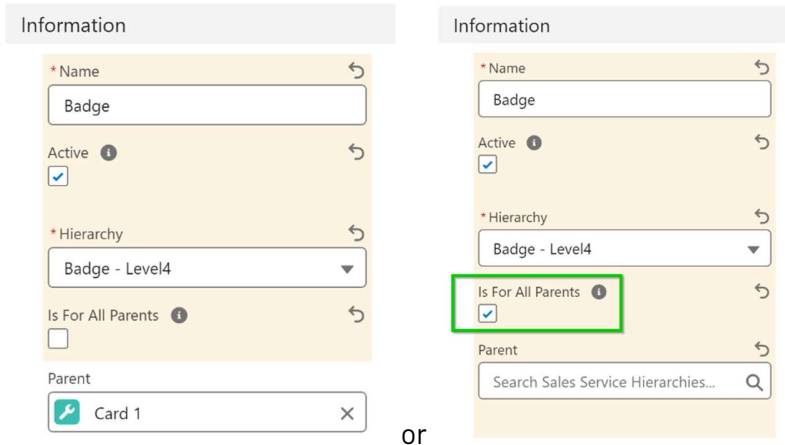 Information
* Name
Badge
Active
* Hierarchy
Badge - Level4
Is For All Parents
Parent
Card 1
or
Information
* Name
Badge
Active
* Hierarchy
Badge - Level4
Is For All Parents
Parent
Search Sales Service Hierarchies...